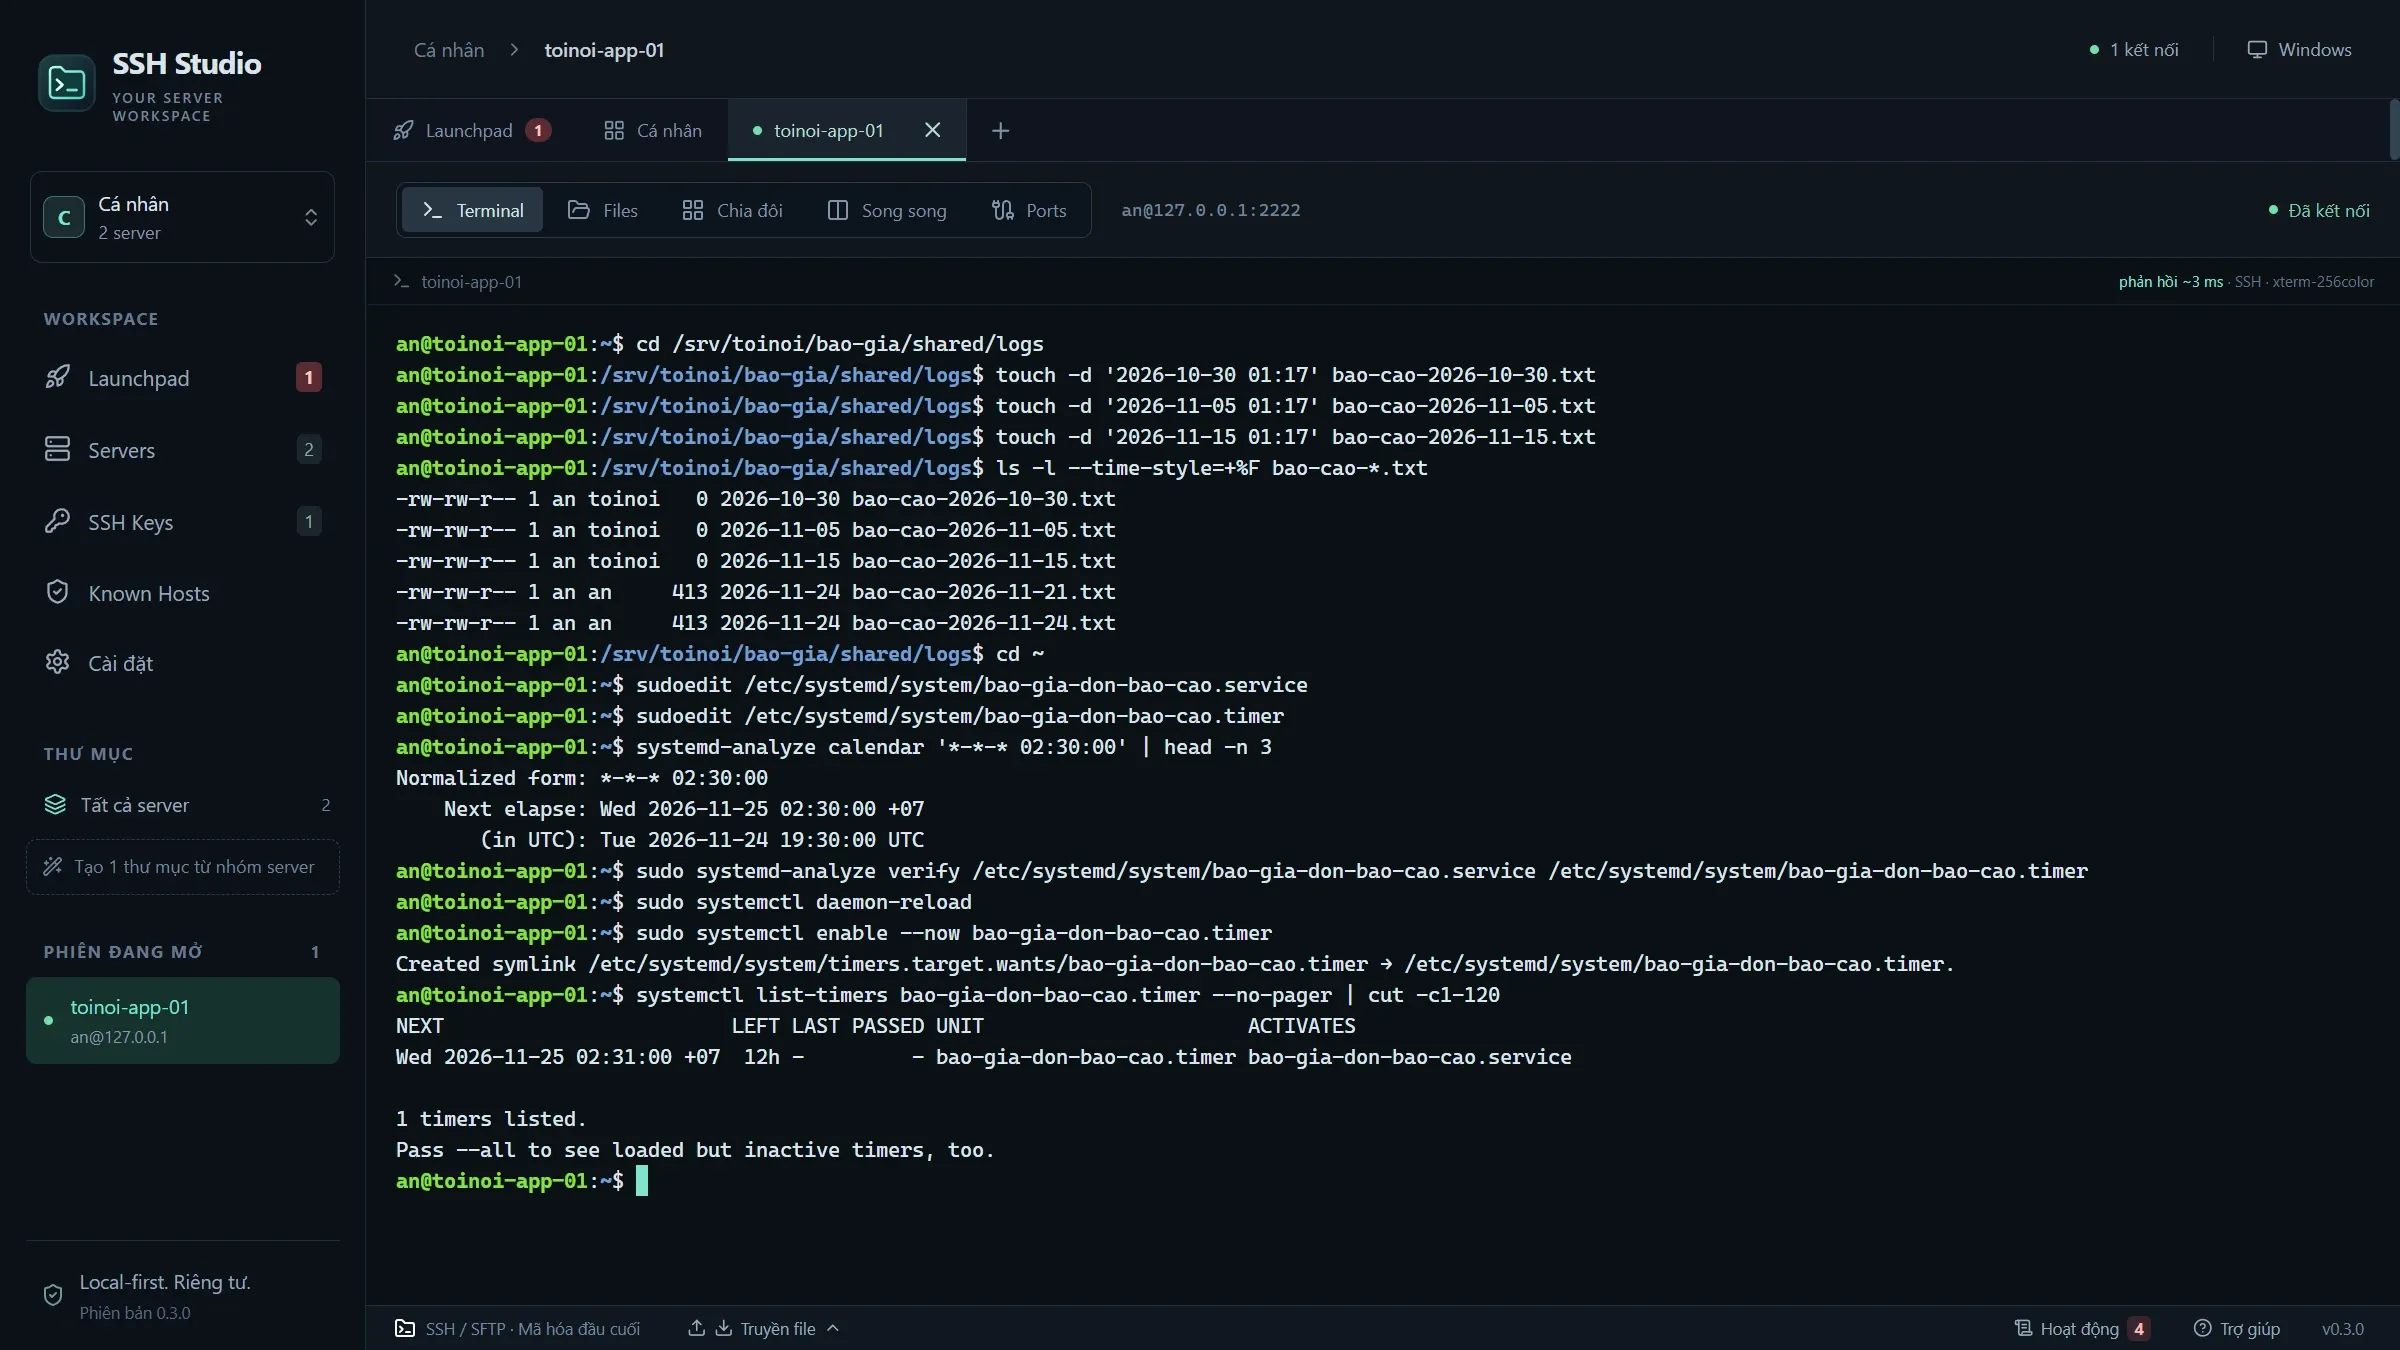 SSH Studio
YOUR SERVER
WORKSPACE
C
Cá nhân
2 server
WORKSPACE
Launchpad 1
Servers 2
SSH Keys 1
Known Hosts
Cài đặt
THƯ MỤC
Tất cả server 2
Tạo 1 thư mục từ nhóm server
PHIÊN ĐANG MỞ 1
toinoi-app-01
an@127.0.0.1
Local-first. Riêng tư.
Phiên bản 0.3.0
Cá nhân > toinoi-app-01
1 kết nối
Windows
Launchpad 1
Cá nhân
toinoi-app-01
Terminal
Files
Chia đôi
Song song
Ports
an@127.0.0.1:2222
Đã kết nối
toinoi-app-01
phản hồi ~3 ms · SSH · xterm-256color
an@toinoi-app-01:~$ cd /srv/toinoi/bao-gia/shared/logs
an@toinoi-app-01:/srv/toinoi/bao-gia/shared/logs$ touch -d '2026-10-30 01:17' bao-cao-2026-10-30.txt
an@toinoi-app-01:/srv/toinoi/bao-gia/shared/logs$ touch -d '2026-11-05 01:17' bao-cao-2026-11-05.txt
an@toinoi-app-01:/srv/toinoi/bao-gia/shared/logs$ touch -d '2026-11-15 01:17' bao-cao-2026-11-15.txt
an@toinoi-app-01:/srv/toinoi/bao-gia/shared/logs$ ls -l --time-style=+%F bao-cao-*.txt
-rw-rw-r-- 1 an toinoi   0 2026-10-30 bao-cao-2026-10-30.txt
-rw-rw-r-- 1 an toinoi   0 2026-11-05 bao-cao-2026-11-05.txt
-rw-rw-r-- 1 an toinoi   0 2026-11-15 bao-cao-2026-11-15.txt
-rw-rw-r-- 1 an an     413 2026-11-24 bao-cao-2026-11-21.txt
-rw-rw-r-- 1 an an     413 2026-11-24 bao-cao-2026-11-24.txt
an@toinoi-app-01:/srv/toinoi/bao-gia/shared/logs$ cd ~
an@toinoi-app-01:~$ sudoedit /etc/systemd/system/bao-gia-don-bao-cao.service
an@toinoi-app-01:~$ sudoedit /etc/systemd/system/bao-gia-don-bao-cao.timer
an@toinoi-app-01:~$ systemd-analyze calendar '*-*-* 02:30:00' | head -n 3
Normalized form: *-*-* 02:30:00
    Next elapse: Wed 2026-11-25 02:30:00 +07
       (in UTC): Tue 2026-11-24 19:30:00 UTC
an@toinoi-app-01:~$ sudo systemd-analyze verify /etc/systemd/system/bao-gia-don-bao-cao.service /etc/systemd/system/bao-gia-don-bao-cao.timer
an@toinoi-app-01:~$ sudo systemctl daemon-reload
an@toinoi-app-01:~$ sudo systemctl enable --now bao-gia-don-bao-cao.timer
Created symlink /etc/systemd/system/timers.target.wants/bao-gia-don-bao-cao.timer → /etc/systemd/system/bao-gia-don-bao-cao.timer.
an@toinoi-app-01:~$ systemctl list-timers bao-gia-don-bao-cao.timer --no-pager | cut -c1-120
NEXT                        LEFT LAST PASSED UNIT                      ACTIVATES
Wed 2026-11-25 02:31:00 +07  12h -         - bao-gia-don-bao-cao.timer bao-gia-don-bao-cao.service
1 timers listed.
Pass --all to see loaded but inactive timers, too.
an@toinoi-app-01:~$
SSH / SFTP · Mã hóa đầu cuối
Truyền file
Hoạt động 4
Trợ giúp
v0.3.0